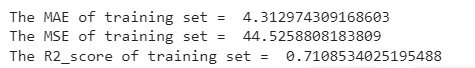 The MAE of training set =  4.312974309168603
The MSE of training set =  44.5258808183809
The R2_score of training set =  0.7108534025195488